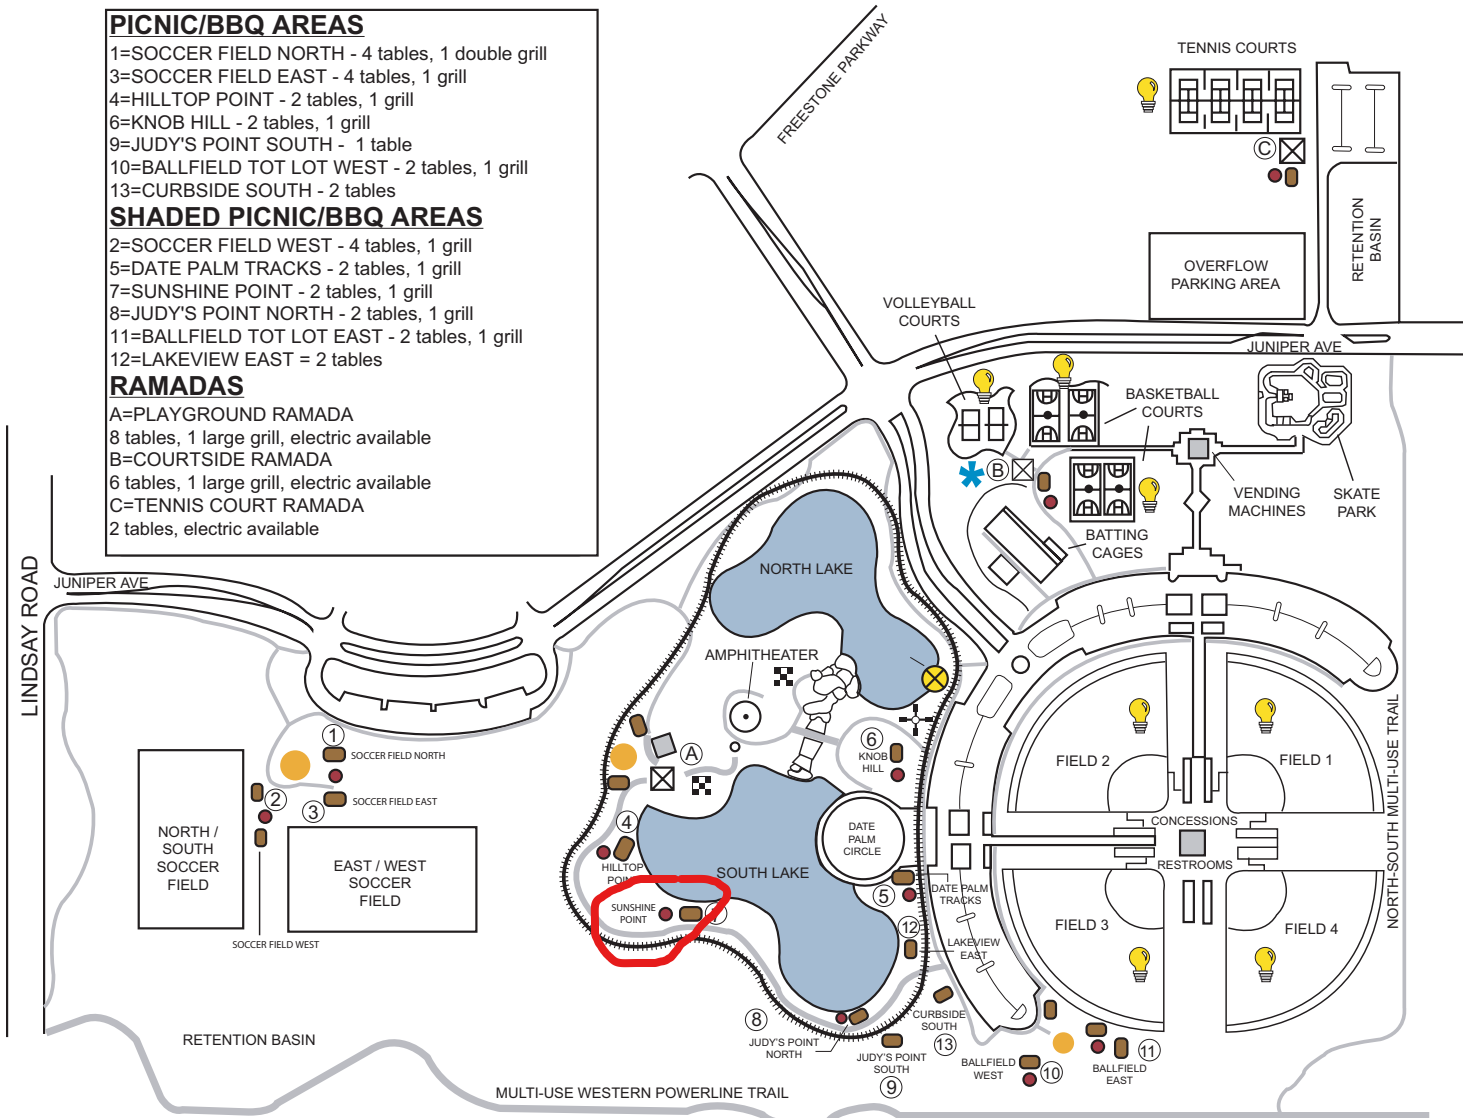 PICNIC/BBQ AREAS
1=SOCCER FIELD NORTH - 4 tables, 1 double grill
3=SOCCER FIELD EAST - 4 tables, 1 grill
4=HILLTOP POINT - 2 tables, 1 grill
6=KNOB HILL - 2 tables, 1 grill
9=JUDY'S POINT SOUTH - 1 table
10=BALLFIELD TOT LOT WEST - 2 tables, 1 grill
13=CURBSIDE SOUTH - 2 tables
SHADED PICNIC/BBQ AREAS
2=SOCCER FIELD WEST - 4 tables, 1 grill
5=DATE PALM TRACKS - 2 tables, 1 grill
7=SUNSHINE POINT - 2 tables, 1 grill
8=JUDY'S POINT NORTH - 2 tables, 1 grill
11=BALLFIELD TOT LOT EAST - 2 tables, 1 grill
12=LAKEVIEW EAST = 2 tables
RAMADAS
A=PLAYGROUND RAMADA
8 tables, 1 large grill, electric available
B=COURTSIDE RAMADA
6 tables, 1 large grill, electric available
C=TENNIS COURT RAMADA
2 tables, electric available
FREESTONE PARKWAY
TENNIS COURTS
C
RETENTION
BASIN
OVERFLOW
PARKING AREA
VOLLEYBALL
COURTS
JUNIPER AVE
BASKETBALL
COURTS
B
VENDING
MACHINES
SKATE
PARK
BATTING
CAGES
LINDSAY ROAD
JUNIPER AVE
NORTH LAKE
AMPHITHEATER
A
1
SOCCER FIELD NORTH
2
3
SOCCER FIELD EAST
NORTH /
SOUTH
SOCCER
FIELD
EAST / WEST
SOCCER
FIELD
SOCCER FIELD WEST
6
KNOB
HILL
4
HILLTOP
POINT
DATE
PALM
CIRCLE
SOUTH LAKE
5
DATE PALM
TRACKS
SUNSHINE
POINT
7
12
LAKEVIEW
EAST
FIELD 2
FIELD 1
CONCESSIONS
RESTROOMS
FIELD 3
FIELD 4
NORTH-SOUTH MULTI-USE TRAIL
8
JUDY'S POINT
NORTH
JUDY'S POINT
SOUTH
9
CURBSIDE
SOUTH
13
BALLFIELD
WEST
10
11
BALLFIELD
EAST
RETENTION BASIN
MULTI-USE WESTERN POWERLINE TRAIL